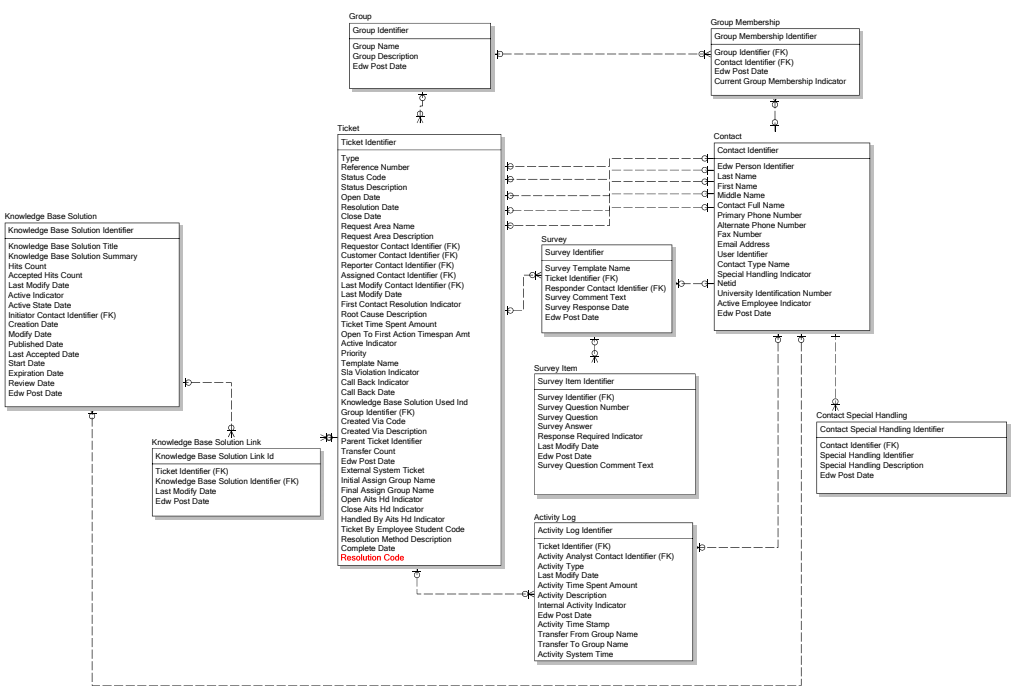 Group
Group Identifier
Group Name
Group Description
Edw Post Date
Group Membership
Group Membership Identifier
Group Identifier (FK)
Contact Identifier (FK)
Edw Post Date
Current Group Membership Indicator
Ticket
Ticket Identifier
Type
Reference Number
Status Code
Status Description
Open Date
Resolution Date
Close Date
Request Area Name
Request Area Description
Requestor Contact Identifier (FK)
Customer Contact Identifier (FK)
Reporter Contact Identifier (FK)
Assigned Contact Identifier (FK)
Last Modify Contact Identifier (FK)
Last Modify Date
First Contact Resolution Indicator
Root Cause Description
Ticket Time Spent Amount
Open To First Action Timespan Amt
Active Indicator
Priority
Template Name
Sla Violation Indicator
Call Back Indicator
Call Back Date
Knowledge Base Solution Used Ind
Group Identifier (FK)
Created Via Code
Created Via Description
Parent Ticket Identifier
Transfer Count
Edw Post Date
External System Ticket
Initial Assign Group Name
Final Assign Group Name
Open Aits Hd Indicator
Close Aits Hd Indicator
Handled By Aits Hd Indicator
Ticket By Employee Student Code
Resolution Method Description
Complete Date
Resolution Code
Contact
Contact Identifier
Edw Person Identifier
Last Name
First Name
Middle Name
Contact Full Name
Primary Phone Number
Alternate Phone Number
Fax Number
Email Address
User Identifier
Contact Type Name
Special Handling Indicator
Netid
University Identification Number
Active Employee Indicator
Edw Post Date
Knowledge Base Solution
Knowledge Base Solution Identifier
Knowledge Base Solution Title
Knowledge Base Solution Summary
Hits Count
Accepted Hits Count
Last Modify Date
Active Indicator
Active State Date
Initiator Contact Identifier (FK)
Creation Date
Modify Date
Published Date
Last Accepted Date
Start Date
Expiration Date
Review Date
Edw Post Date
Survey
Survey Identifier
Survey Template Name
Ticket Identifier (FK)
Responder Contact Identifier (FK)
Survey Comment Text
Survey Response Date
Edw Post Date
Survey Item
Survey Item Identifier
Survey Identifier (FK)
Survey Question Number
Survey Question
Survey Answer
Response Required Indicator
Last Modify Date
Edw Post Date
Survey Question Comment Text
Contact Special Handling
Contact Special Handling Identifier
Contact Identifier (FK)
Special Handling Identifier
Special Handling Description
Edw Post Date
Knowledge Base Solution Link
Knowledge Base Solution Link Id
Ticket Identifier (FK)
Knowledge Base Solution Identifier (FK)
Last Modify Date
Edw Post Date
Activity Log
Activity Log Identifier
Ticket Identifier (FK)
Activity Analyst Contact Identifier (FK)
Activity Type
Last Modify Date
Activity Time Spent Amount
Activity Description
Internal Activity Indicator
Edw Post Date
Activity Time Stamp
Transfer From Group Name
Transfer To Group Name
Activity System Time